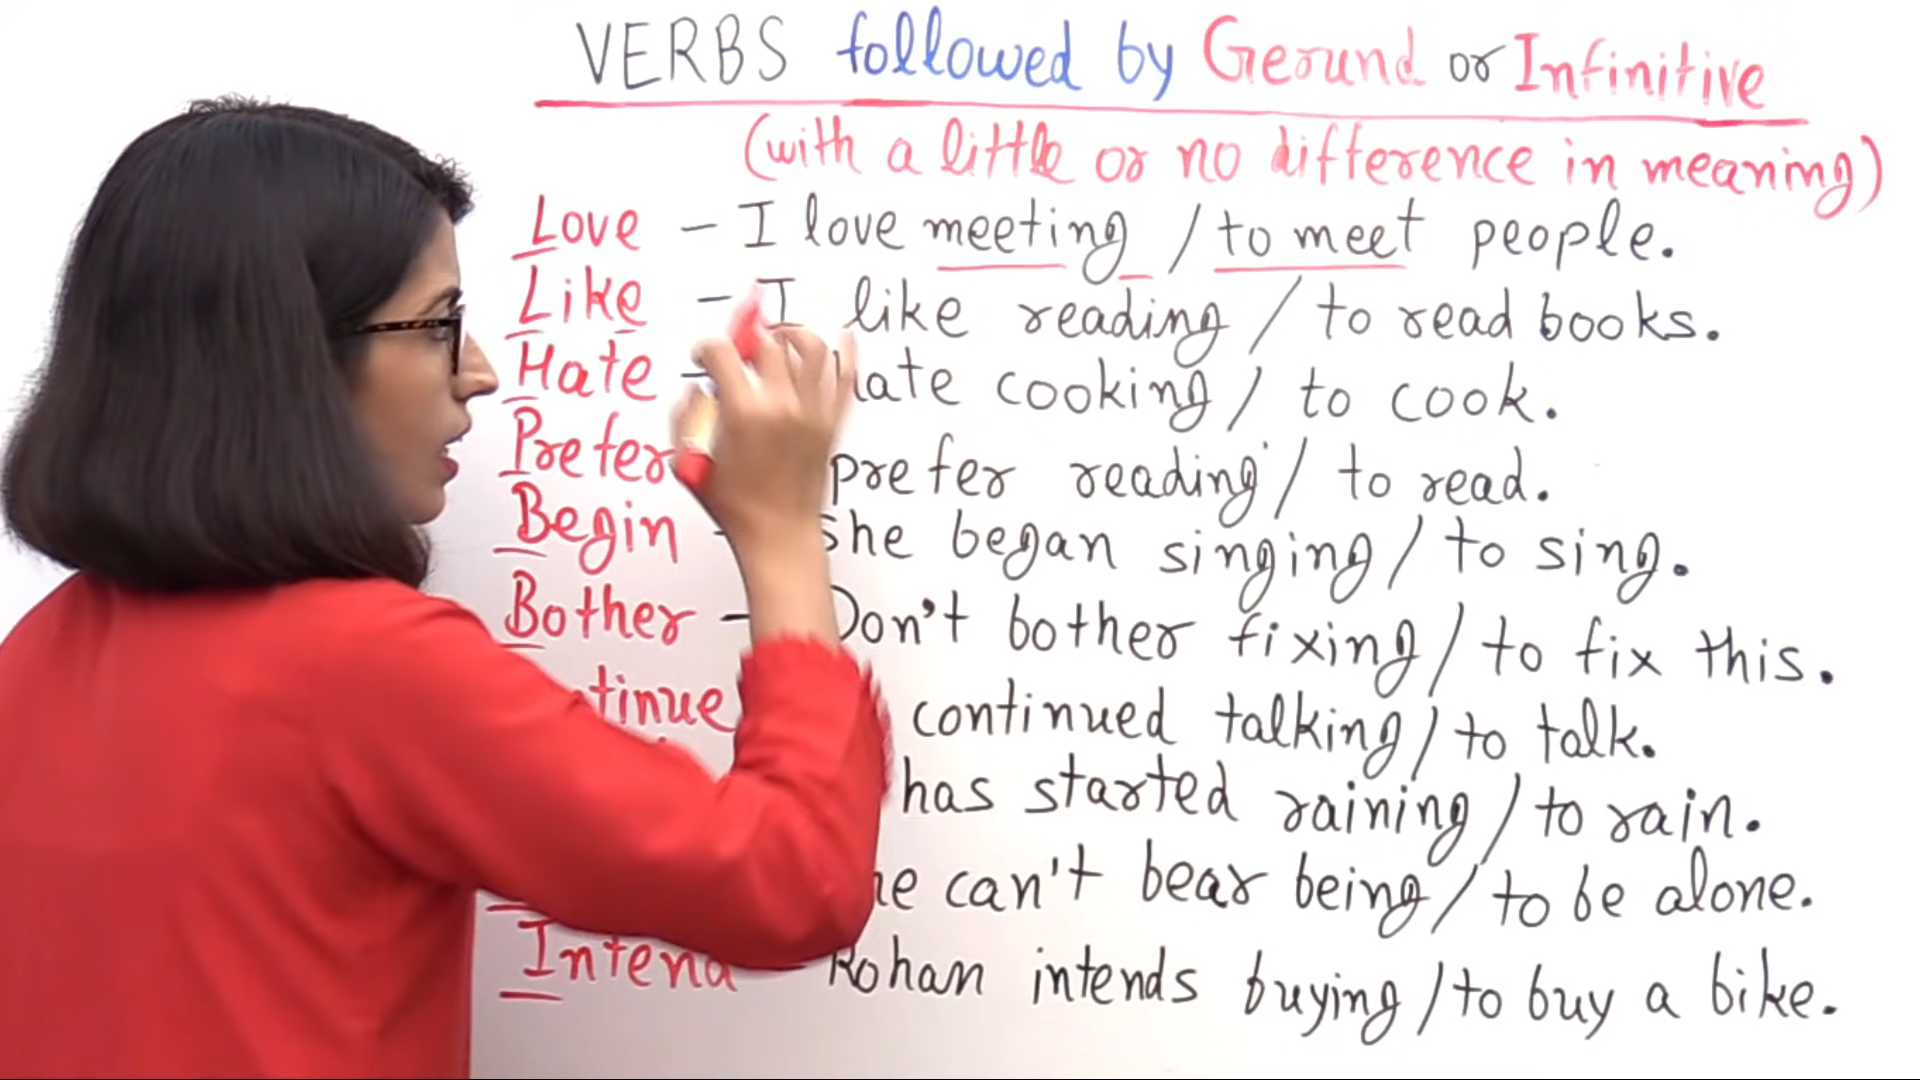 VERBS followed by Gerund or Infinitive
(with a little or no difference in meaning)
Love - I love meeting / to meet people.
Like - I like reading / to read books.
Hate - hate cooking / to cook.
Prefer prefer reading / to read.
Begin - She began singing / to sing.
Bother - Don't bother fixing / to fix this.
continued talking / to talk.
has started raining / to rain.
can't bear being / to be alone.
Intend - Rohan intends buying / to buy a bike.